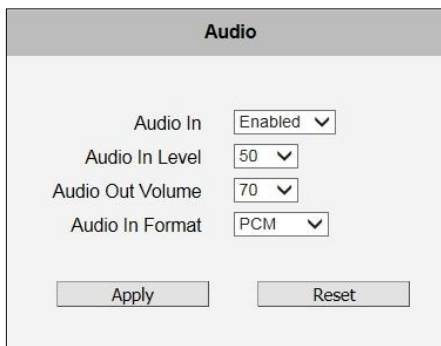 Audio
Audio In Enabled
Audio In Level 50
Audio Out Volume 70
Audio In Format PCM
Apply Reset